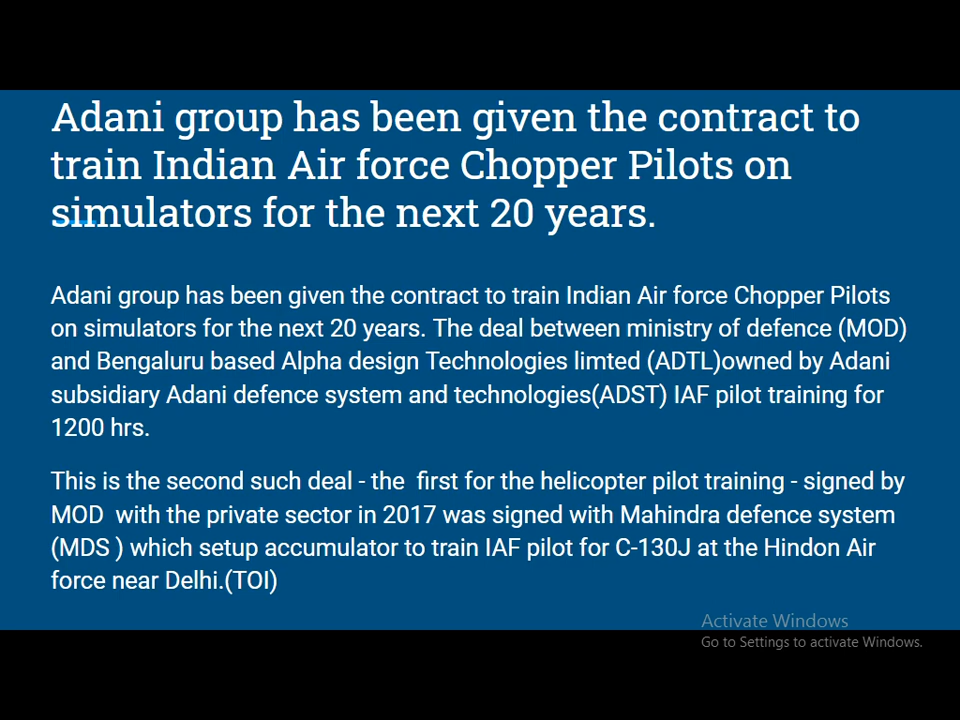 Adani group has been given the contract to
train Indian Air force Chopper Pilots on
simulators for the next 20 years.
Adani group has been given the contract to train Indian Air force Chopper Pilots
on simulators for the next 20 years. The deal between ministry of defence (MOD)
and Bengaluru based Alpha design Technologies limted (ADTL)owned by Adani
subsidiary Adani defence system and technologies(ADST) IAF pilot training for
1200 hrs.
This is the second such deal - the  first for the helicopter pilot training - signed by
MOD  with the private sector in 2017 was signed with Mahindra defence system
(MDS ) which setup accumulator to train IAF pilot for C-130J at the Hindon Air
force near Delhi.(TOI)
Activate Windows
Go to Settings to activate Windows.